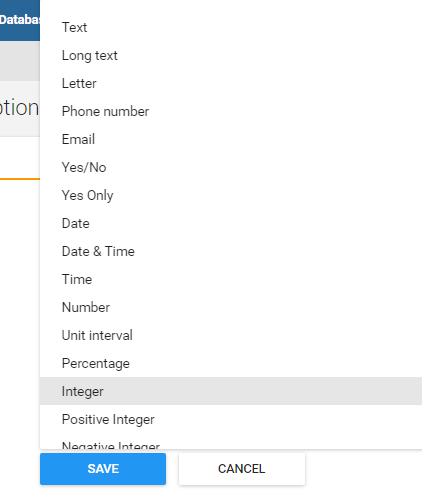 Databas
ption
Text
Long text
Letter
Phone number
Email
Yes/No
Yes Only
Date
Date & Time
Time
Number
Unit interval
Percentage
Integer
Positive Integer
Negative Integer
SAVE
CANCEL